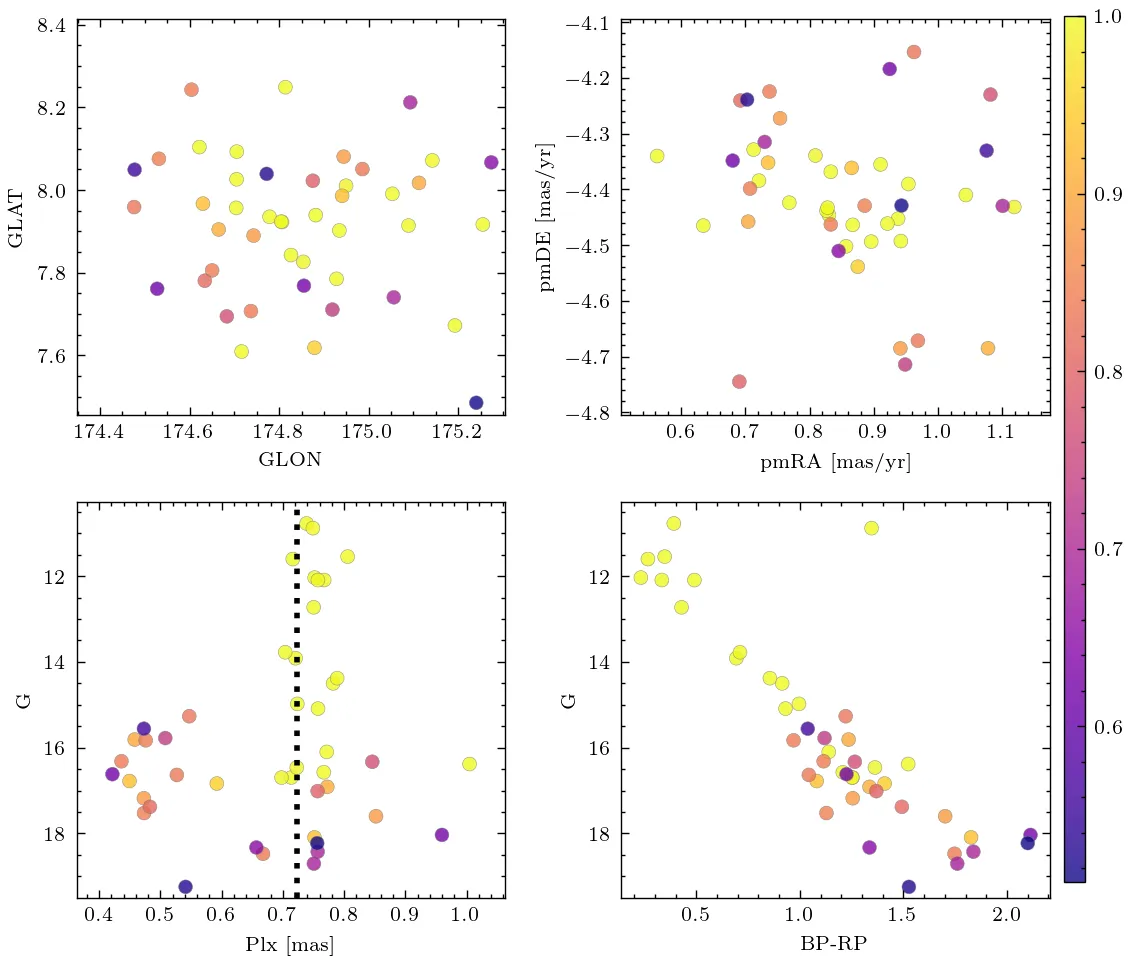 8.4
8.2
8.0
7.8
7.6
GLAT
174.4 174.6 174.8 175.0 175.2
GLON
−4.1
−4.2
−4.3
−4.4
−4.5
−4.6
−4.7
−4.8
pmDE [mas/yr]
0.6 0.7 0.8 0.9 1.0 1.1
pmRA [mas/yr]
1.0
0.9
0.8
0.7
0.6
12
14
16
18
G
0.4 0.5 0.6 0.7 0.8 0.9 1.0
Plx [mas]
12
14
16
18
G
0.5 1.0 1.5 2.0
BP-RP